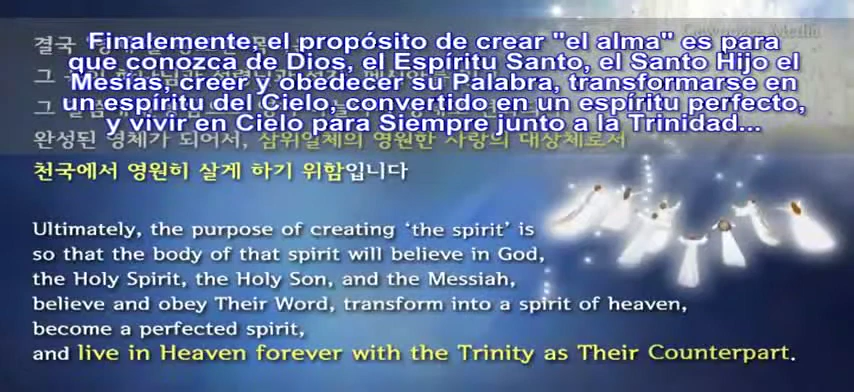 Media
Finalemente, el propósito de crear "el alma" es para
que conozca de Dios, el Espíritu Santo, el Santo Hijo el
Mesías, creer y obedecer su Palabra, transformarse en
un espíritu del Cielo, convertido en un espíritu perfecto,
y vivir en Cielo para Siempre junto a la Trinidad...
결국
그
그
완성된 영체가 되어서, 삼위일체의 영원한 사랑의 대상체로서
천국에서 영원히 살게 하기 위함입니다
Ultimately, the purpose of creating ‘the spirit’ is
so that the body of that spirit will believe in God,
the Holy Spirit, the Holy Son, and the Messiah,
believe and obey Their Word, transform into a spirit of heaven,
become a perfected spirit,
and live in Heaven forever with the Trinity as Their Counterpart.